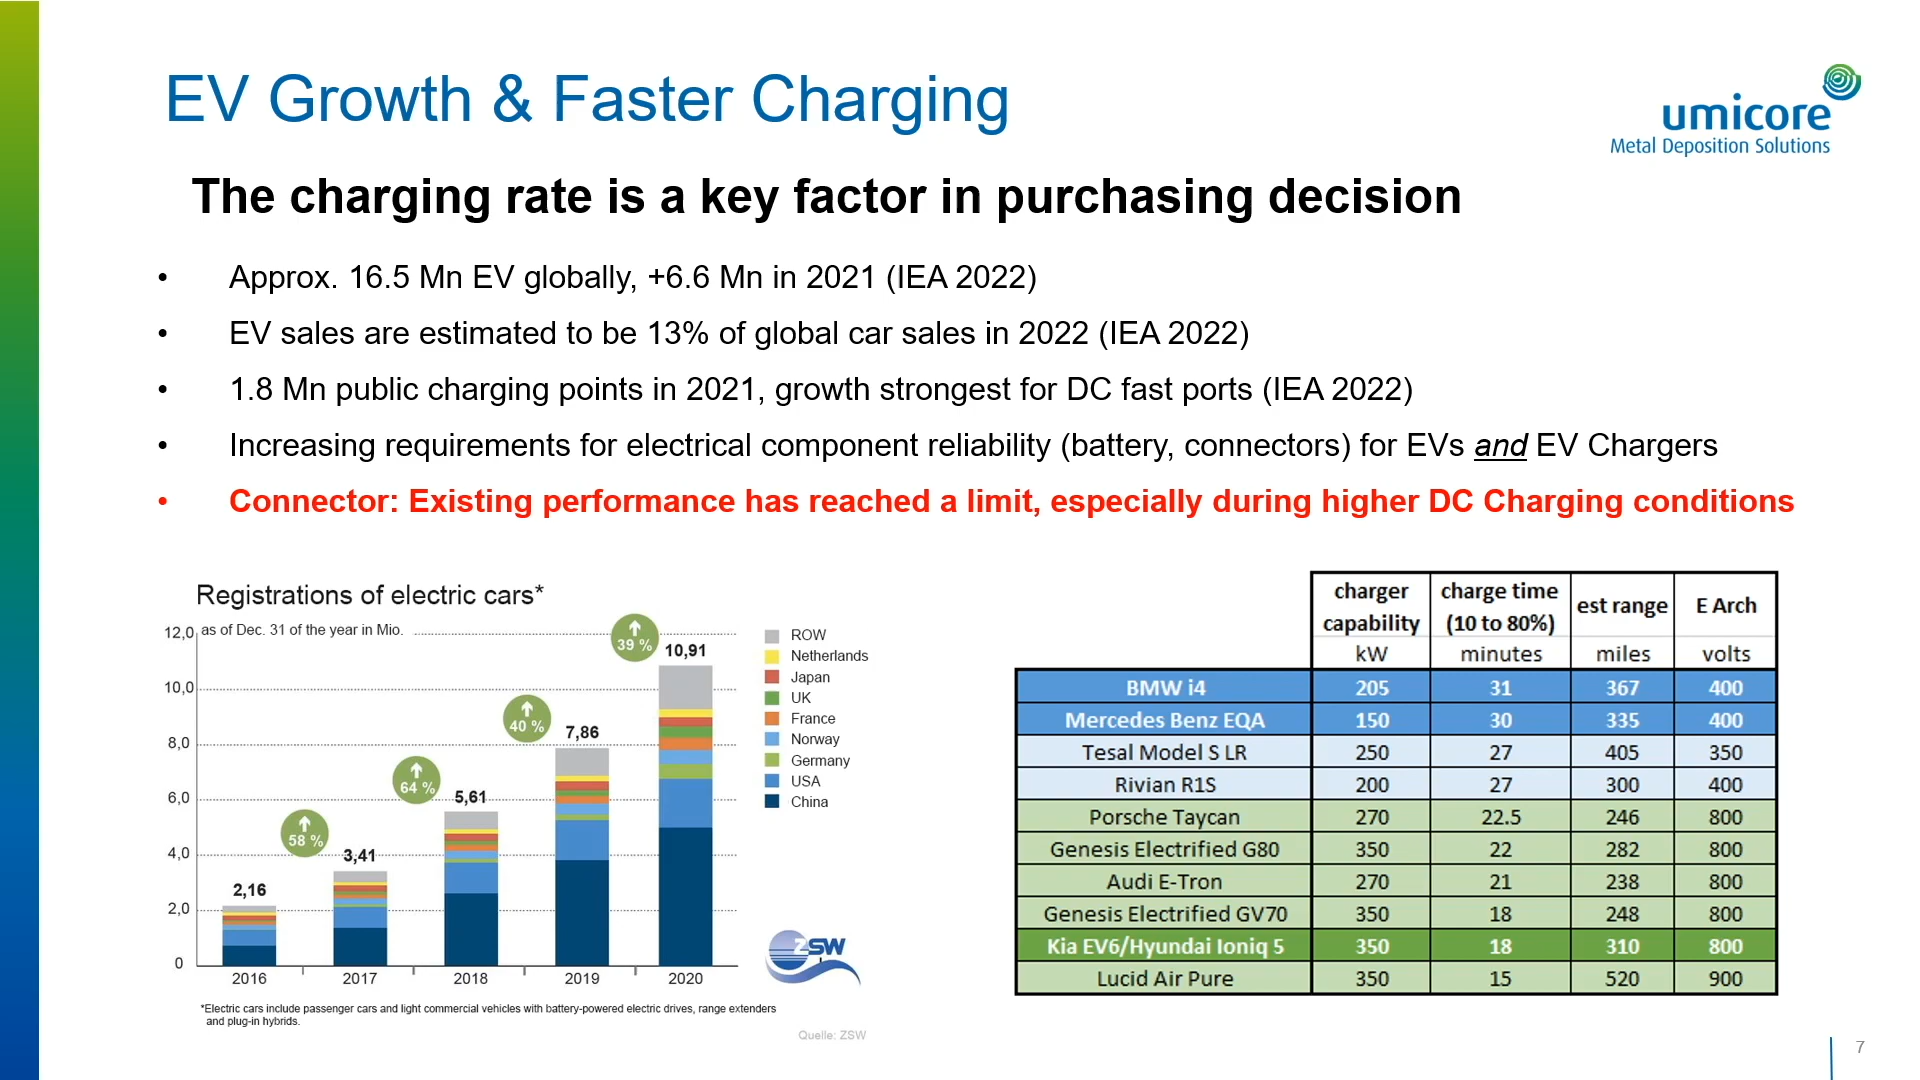 EV Growth & Faster Charging
umicore
Metal Deposition Solutions
The charging rate is a key factor in purchasing decision
• Approx. 16.5 Mn EV globally, +6.6 Mn in 2021 (IEA 2022)
• EV sales are estimated to be 13% of global car sales in 2022 (IEA 2022)
• 1.8 Mn public charging points in 2021, growth strongest for DC fast ports (IEA 2022)
• Increasing requirements for electrical component reliability (battery, connectors) for EVs and EV Chargers
• Connector: Existing performance has reached a limit, especially during higher DC Charging conditions
Registrations of electric cars*
as of Dec. 31 of the year in Mio.
12,0
10,0
8,0
6,0
4,0
2,0
0
58 %
64 %
40 %
39 %
2,16
3,41
5,61
7,86
10,91
2016 2017 2018 2019 2020
ROW
Netherlands
Japan
UK
France
Norway
Germany
USA
China
ZSW
*Electric cars include passenger cars and light commercial vehicles with battery-powered electric drives, range extenders
and plug-in hybrids.
Quelle: ZSW
charger capability charge time (10 to 80%) est range E Arch
kW minutes miles volts
BMW i4 205 31 367 400
Mercedes Benz EQA 150 30 335 400
Tesal Model S LR 250 27 405 350
Rivian R1S 200 27 300 400
Porsche Taycan 270 22.5 246 800
Genesis Electrified G80 350 22 282 800
Audi E-Tron 270 21 238 800
Genesis Electrified GV70 350 18 248 800
Kia EV6/Hyundai Ioniq 5 350 18 310 800
Lucid Air Pure 350 15 520 900
7